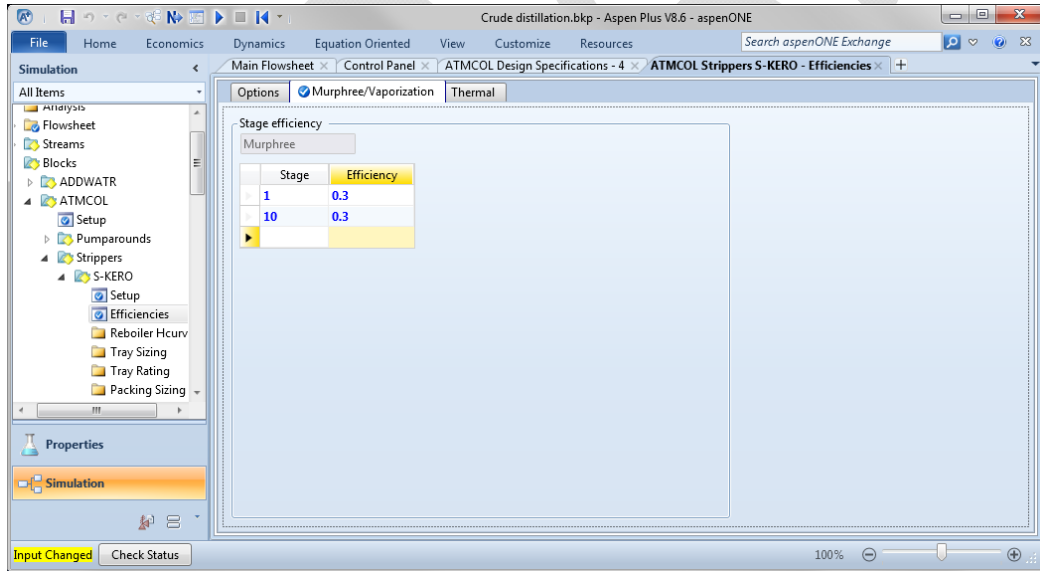 Crude distillation.bkp - Aspen Plus V8.6 - aspenONE
File Home Economics Dynamics Equation Oriented View Customize Resources Search aspenONE Exchange
Simulation
Main Flowsheet Control Panel ATMCOL Design Specifications - 4 ATMCOL Strippers S-KERO - Efficiencies +
All Items
Options Murphree/Vaporization Thermal
Analysis
Flowsheet
Streams
Blocks
ADDWATR
ATMCOL
Setup
Pumparounds
Strippers
S-KERO
Setup
Efficiencies
Reboiler Hcurv
Tray Sizing
Tray Rating
Packing Sizing
Stage efficiency
Murphree
Stage Efficiency
1 0.3
10 0.3
Properties
Simulation
Input Changed Check Status 100%